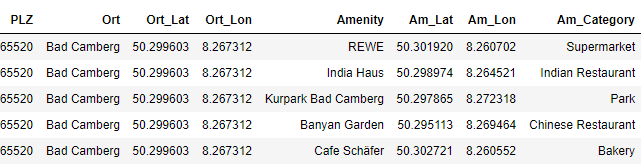 PLZ Ort Ort_Lat Ort_Lon Amenity Am_Lat Am_Lon Am_Category
65520 Bad Camberg 50.299603 8.267312 REWE 50.301920 8.260702 Supermarket
65520 Bad Camberg 50.299603 8.267312 India Haus 50.298974 8.264521 Indian Restaurant
65520 Bad Camberg 50.299603 8.267312 Kurpark Bad Camberg 50.297865 8.272318 Park
65520 Bad Camberg 50.299603 8.267312 Banyan Garden 50.295113 8.269464 Chinese Restaurant
65520 Bad Camberg 50.299603 8.267312 Cafe Schäfer 50.302721 8.260552 Bakery